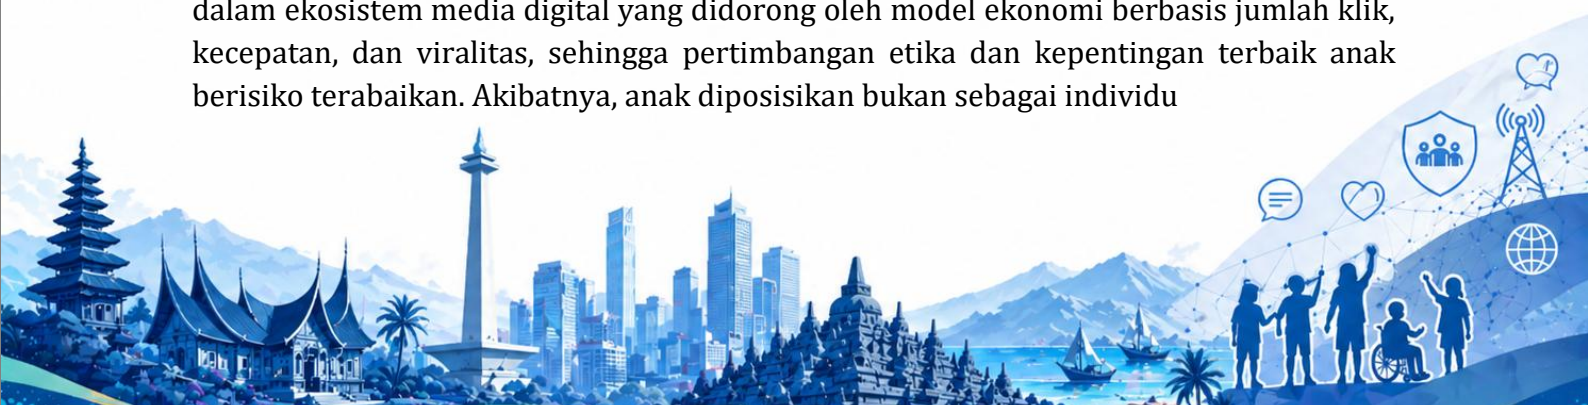 dalam ekosistem media digital yang didorong oleh model ekonomi berbasis jumlah klik,
kecepatan, dan viralitas, sehingga pertimbangan etika dan kepentingan terbaik anak
berisiko terabaikan. Akibatnya, anak diposisikan bukan sebagai individu